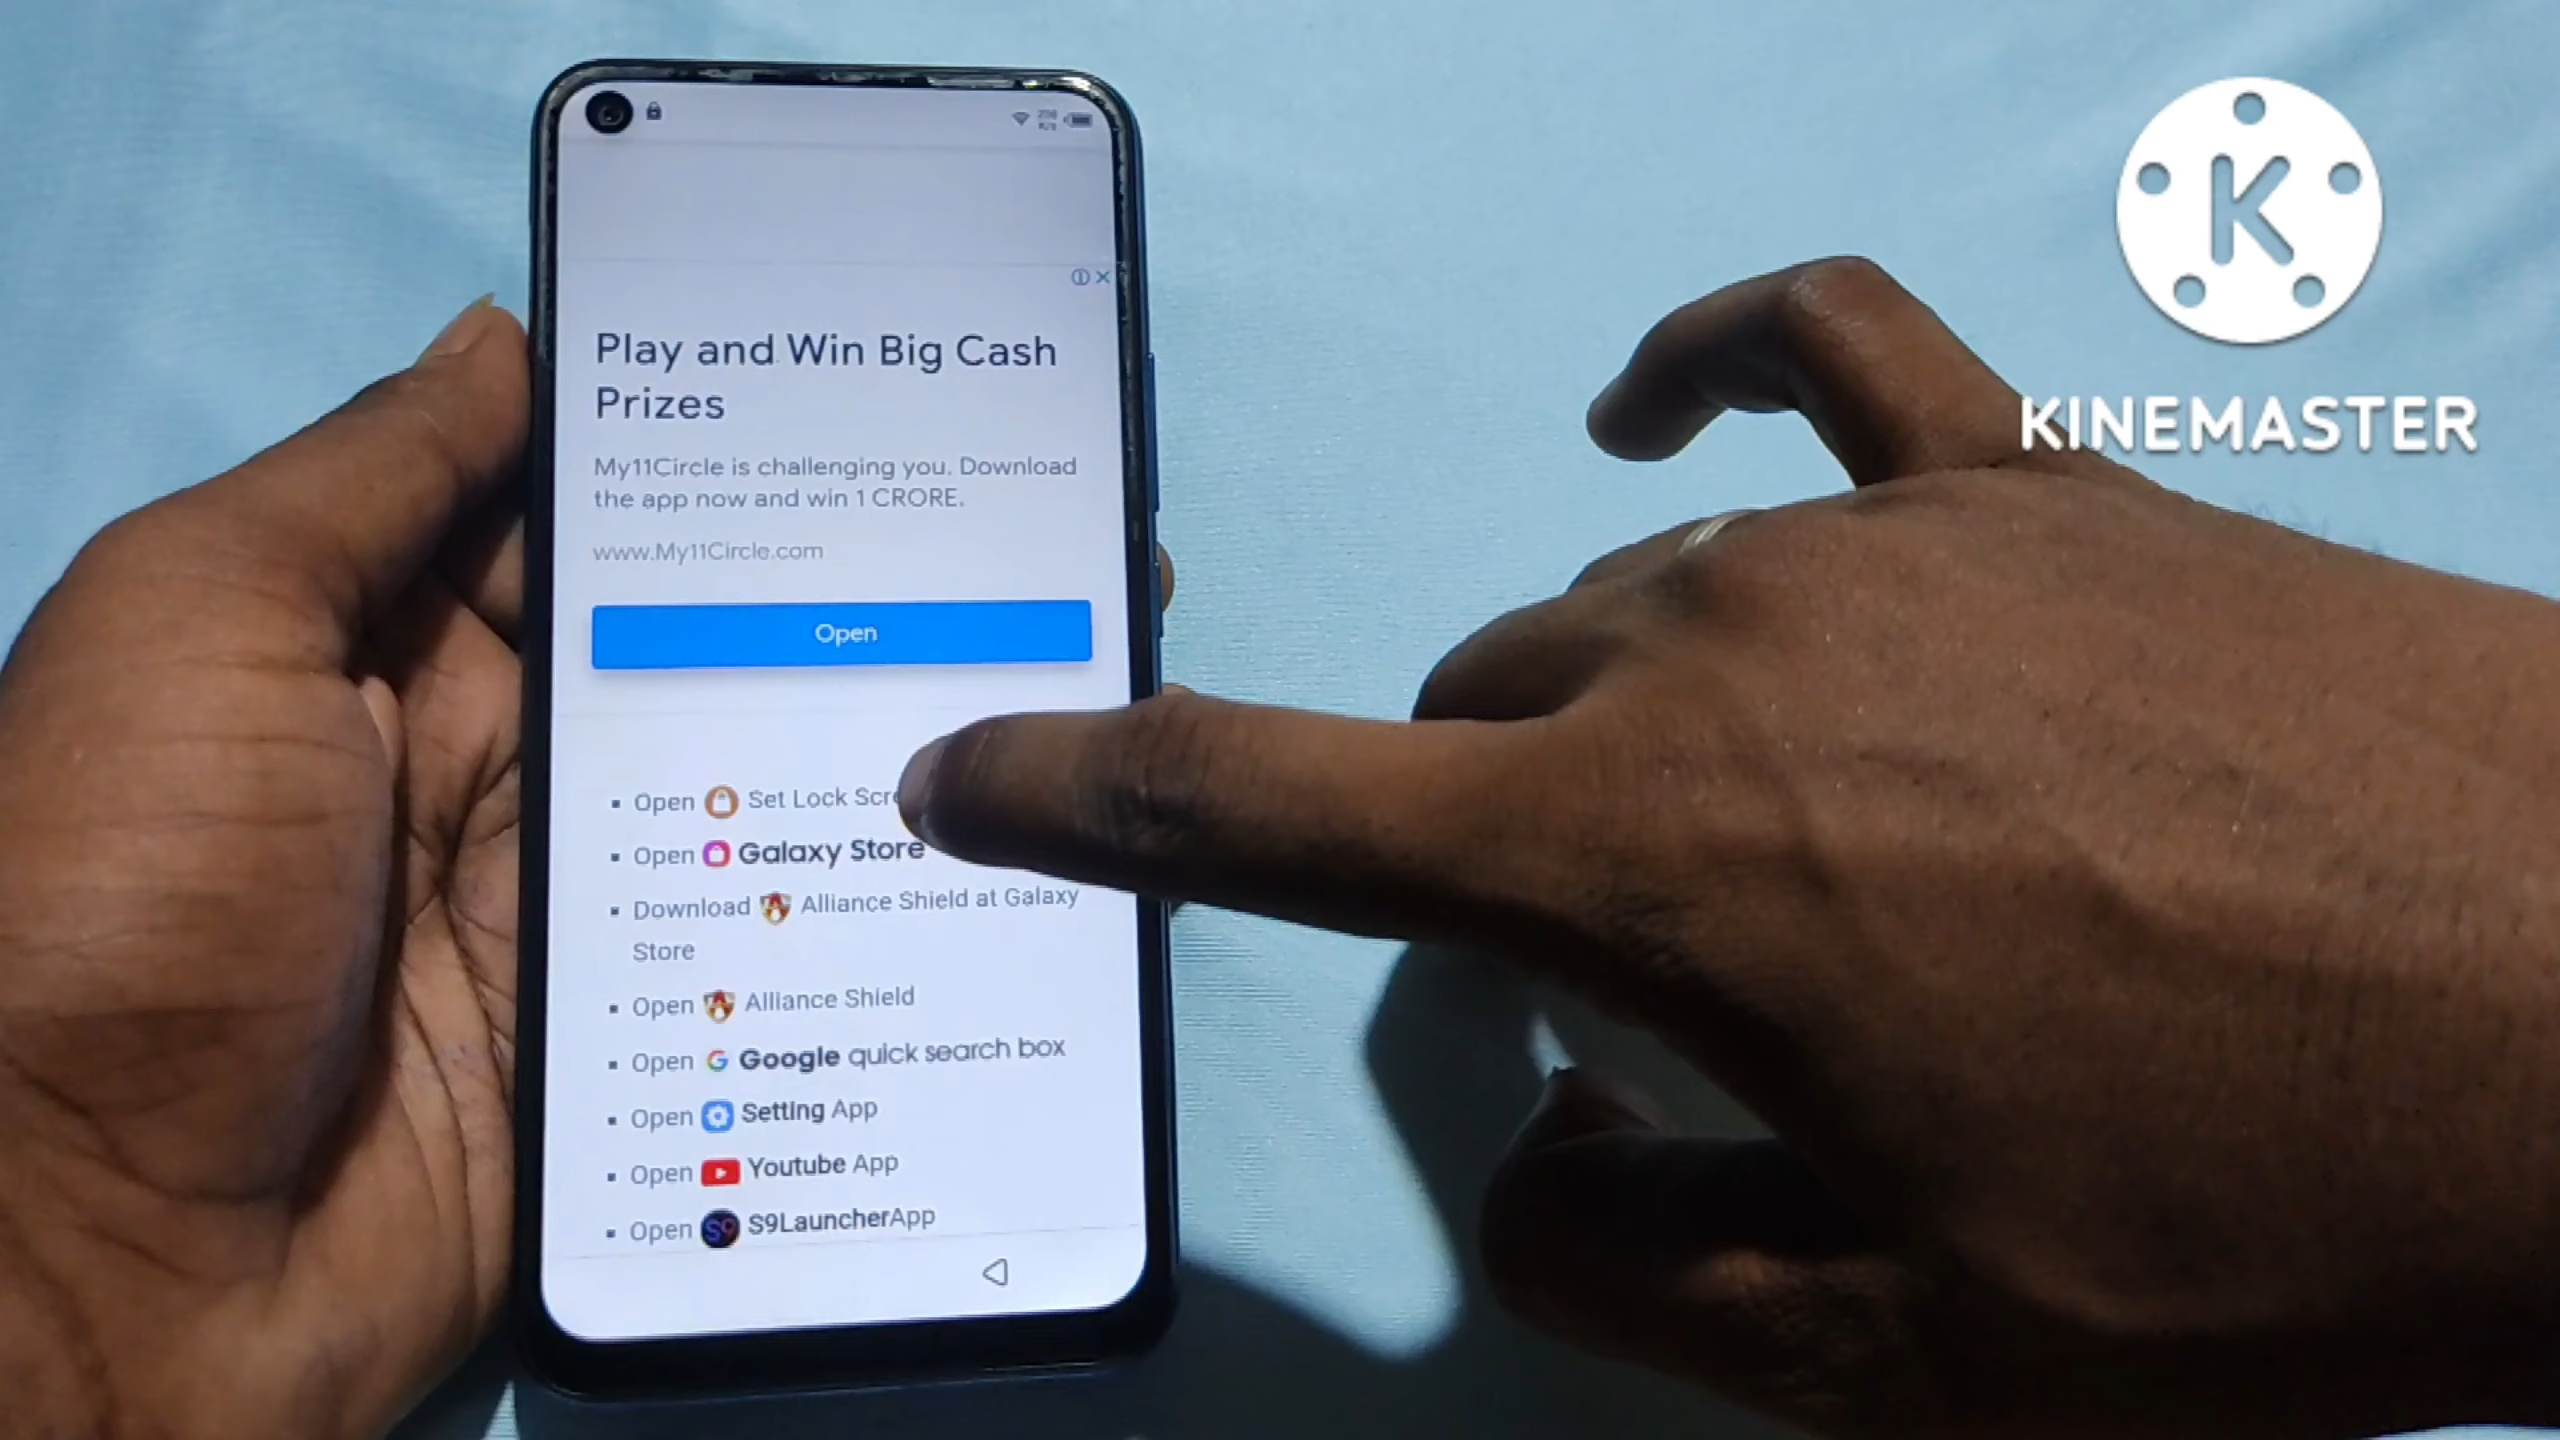 Play and Win Big Cash
Prizes
My11Circle is challenging you. Download
the app now and win 1 CRORE.
www.My11Circle.com
Open
Open Set Lock
Open Galaxy Store
Download Alliance Shield at Galaxy
Store
Open Alliance Shield
Open Google quick search box
Open Setting App
Open Youtube App
Open S9 S9LauncherApp
K
KINEMASTER